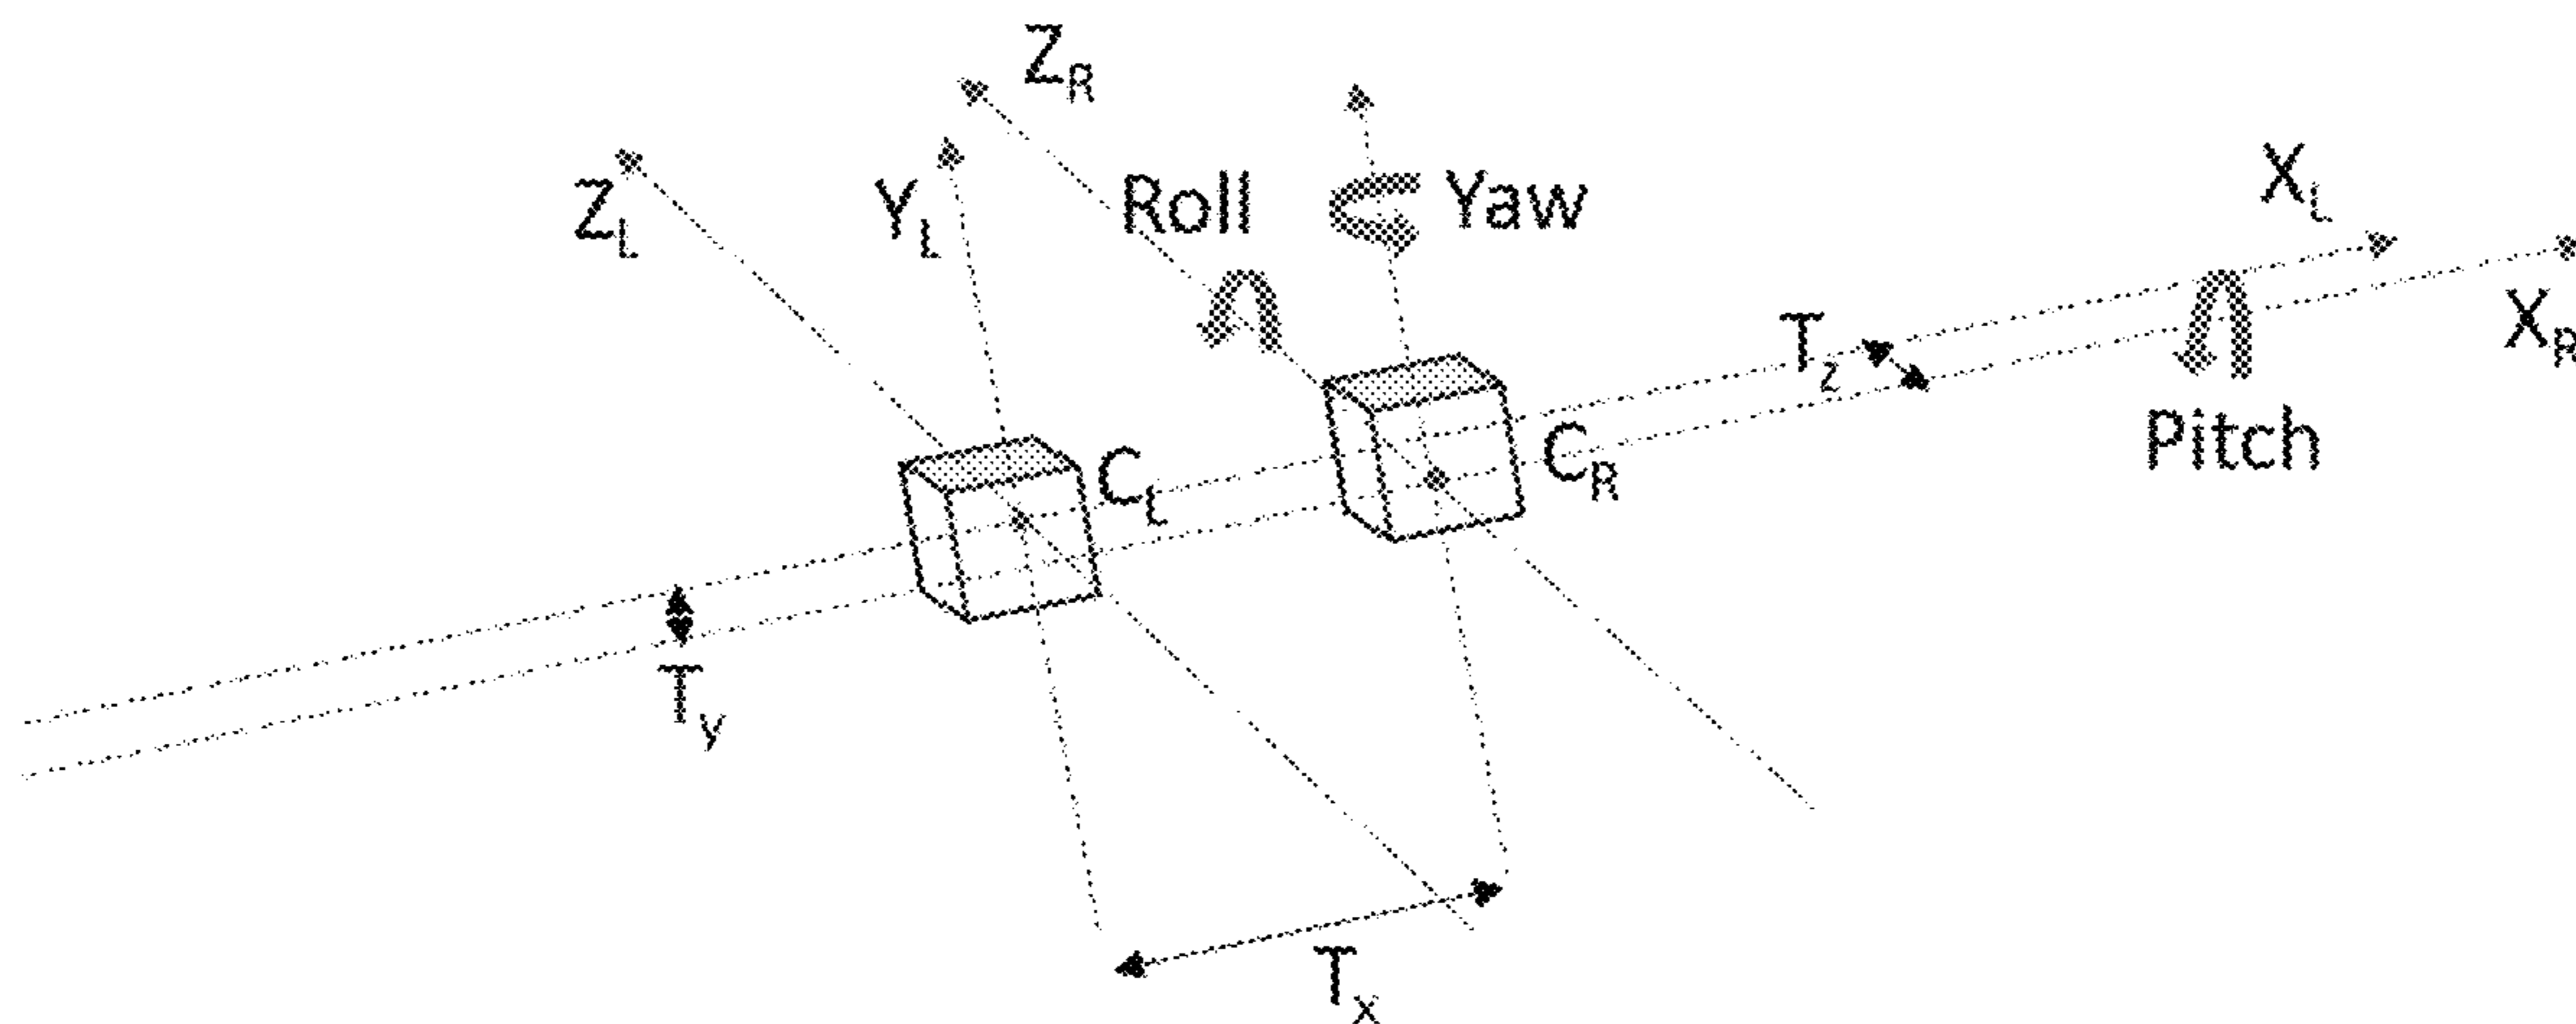 Z_R
Z_L
Y_L
Roll
Yaw
X_L
X_R
T_z
Pitch
C_L
C_R
T_y
T_x